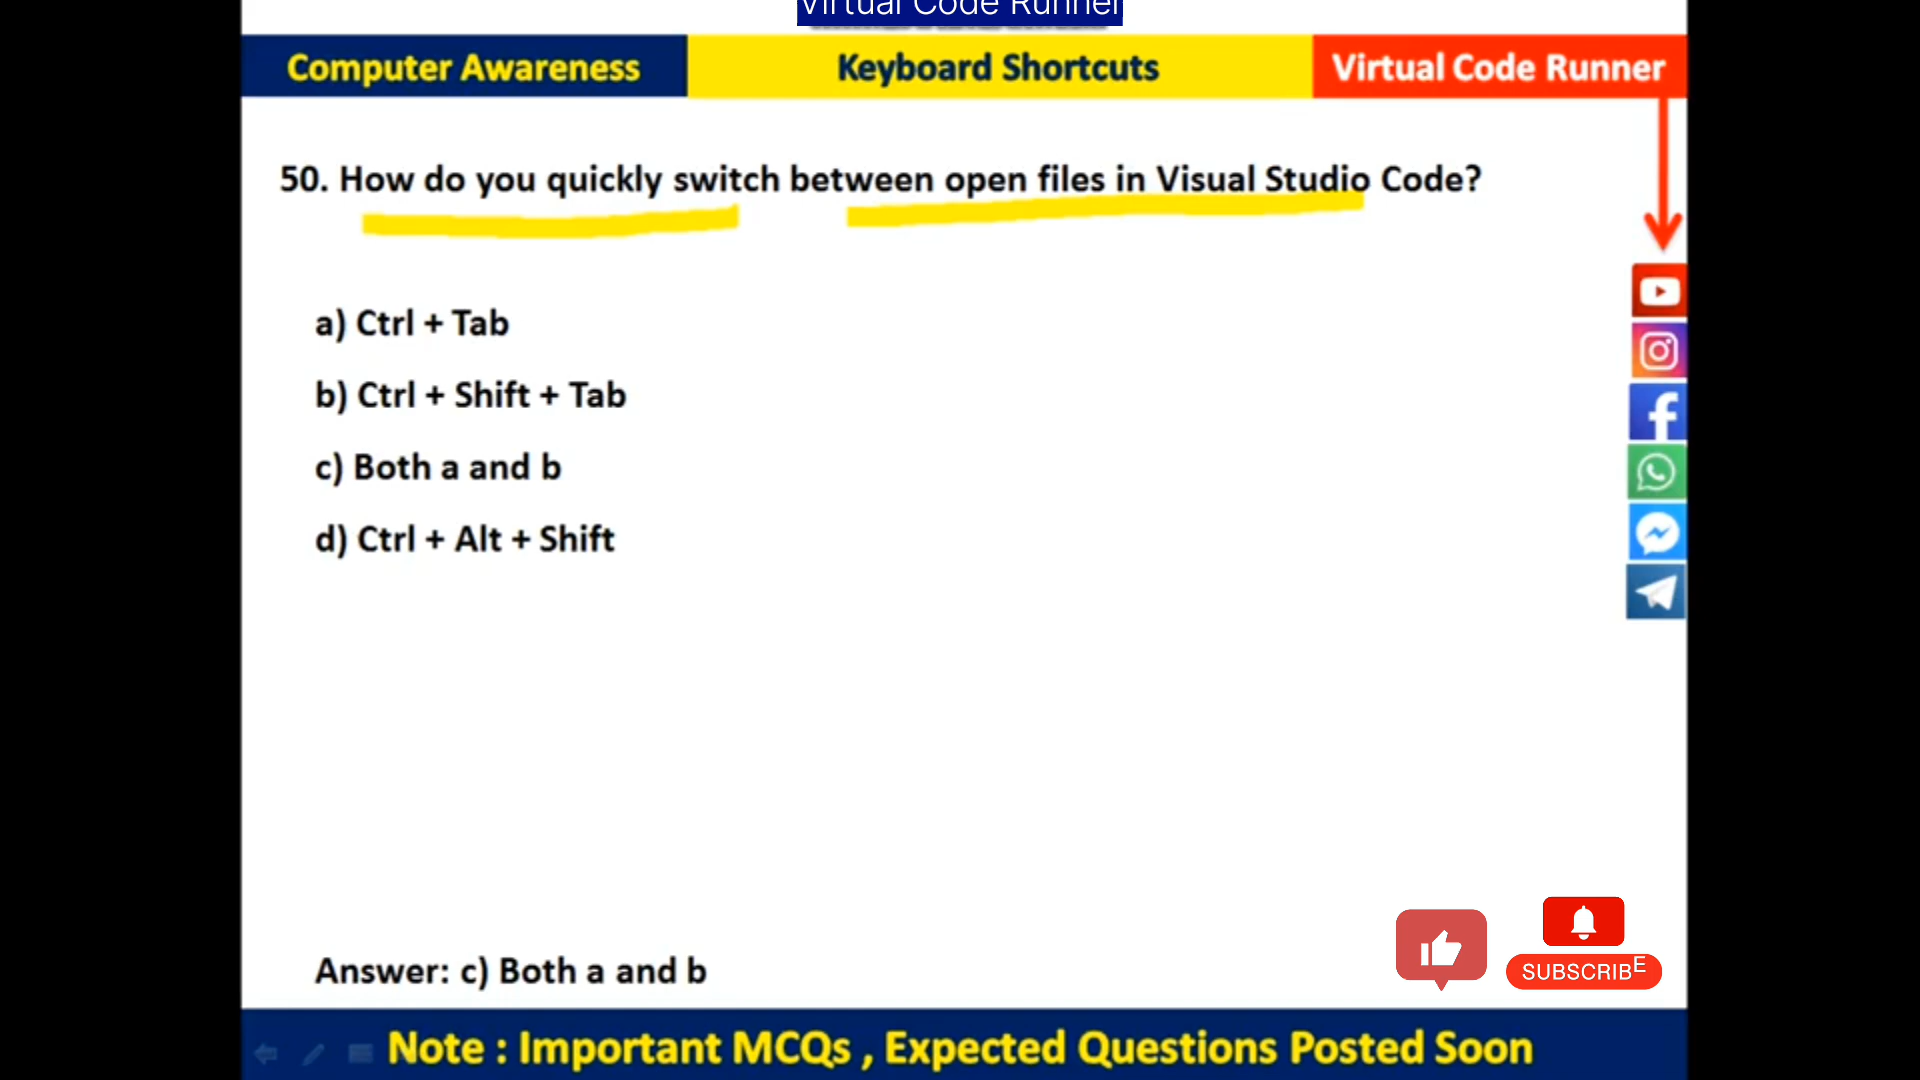 Virtual Code Runner
Computer Awareness
Keyboard Shortcuts
Virtual Code Runner
50. How do you quickly switch between open files in Visual Studio Code?
a) Ctrl + Tab
b) Ctrl + Shift + Tab
c) Both a and b
d) Ctrl + Alt + Shift
SUBSCRIBE
Answer: c) Both a and b
Note : Important MCQs , Expected Questions Posted Soon